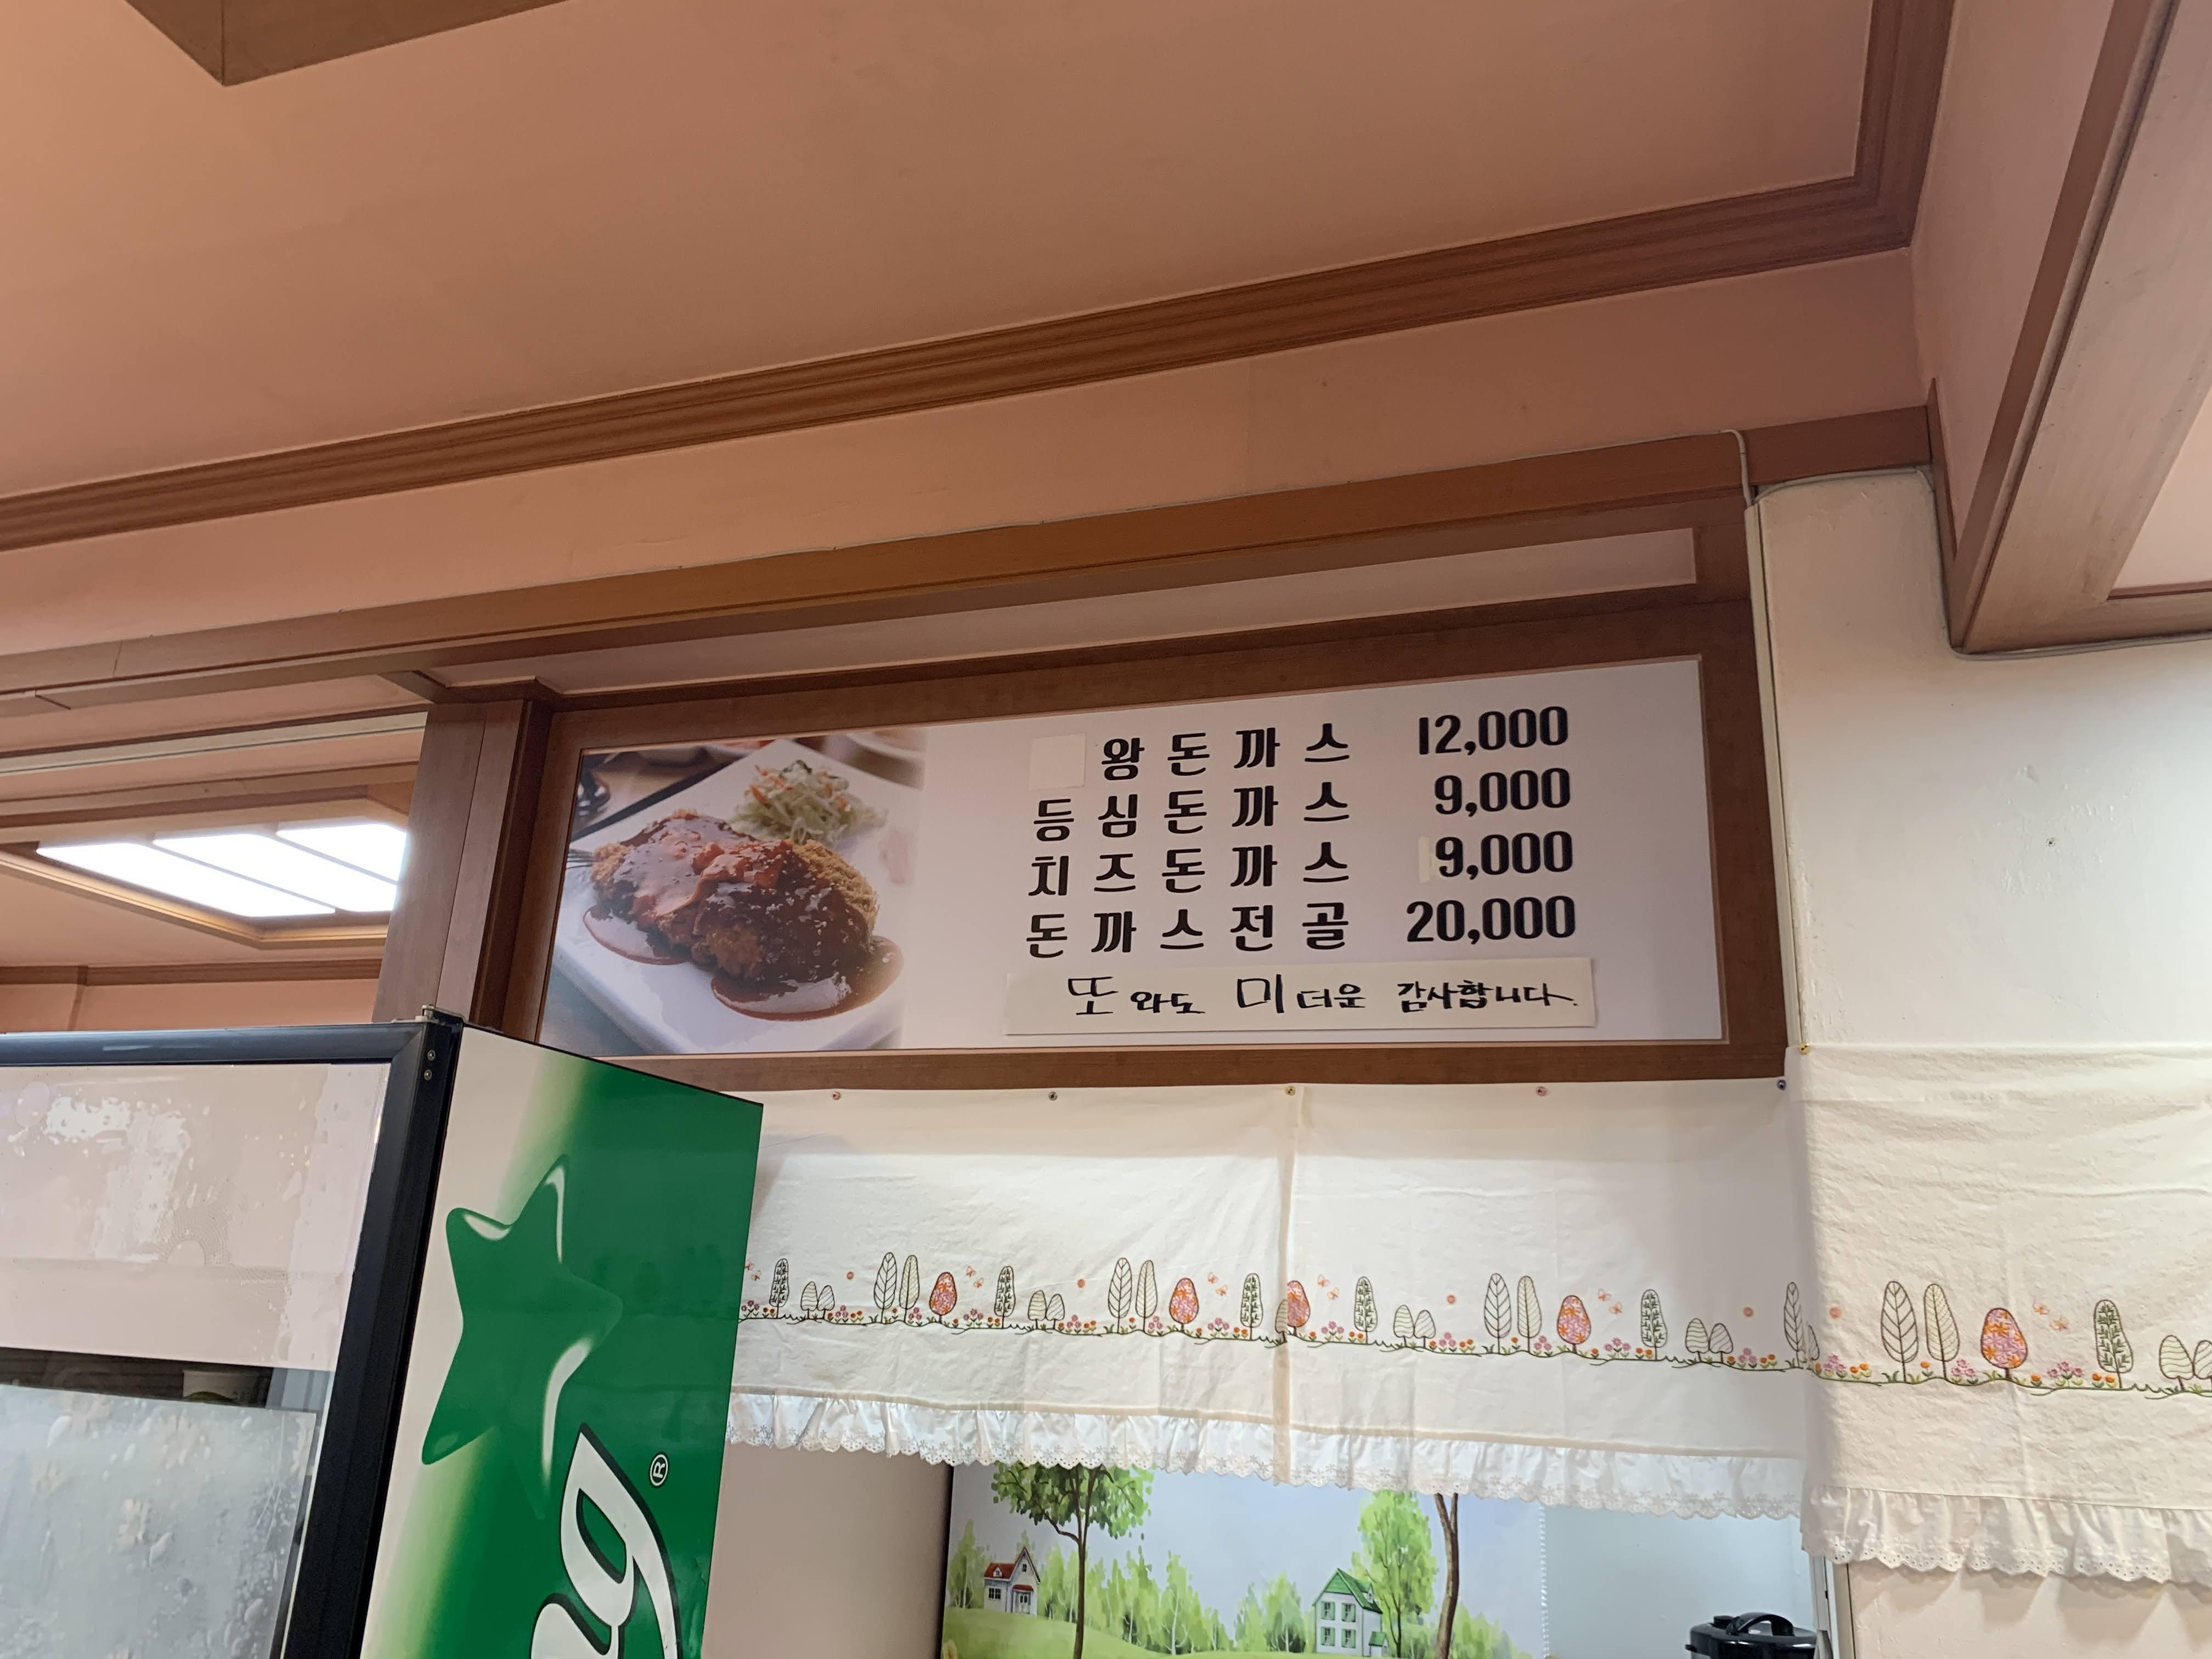 왕돈까스 12,000
등심돈까스 9,000
치즈돈까스 9,000
돈까스전골 20,000
또 와도 미더운 감사합니다.
ug®